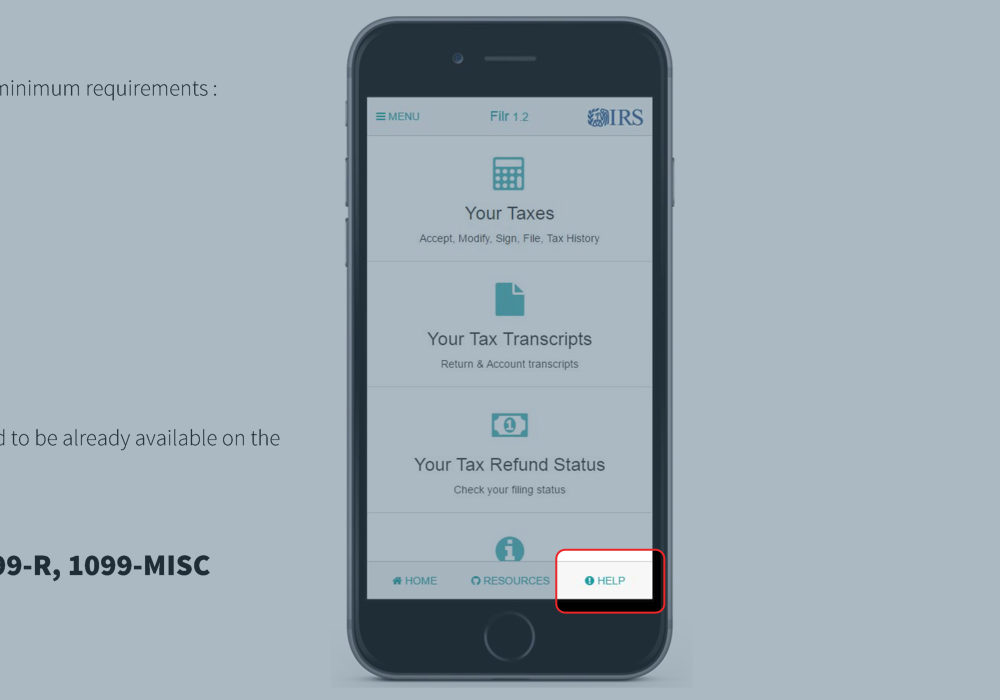 minimum requirements :
MENU
Filr 1.2
IRS
Your Taxes
Accept, Modify, Sign, File, Tax History
Your Tax Transcripts
Return & Account transcripts
1
Your Tax Refund Status
Check your filing status
to be already available on the
99-R, 1099-MISC
HOME
RESOURCES
HELP